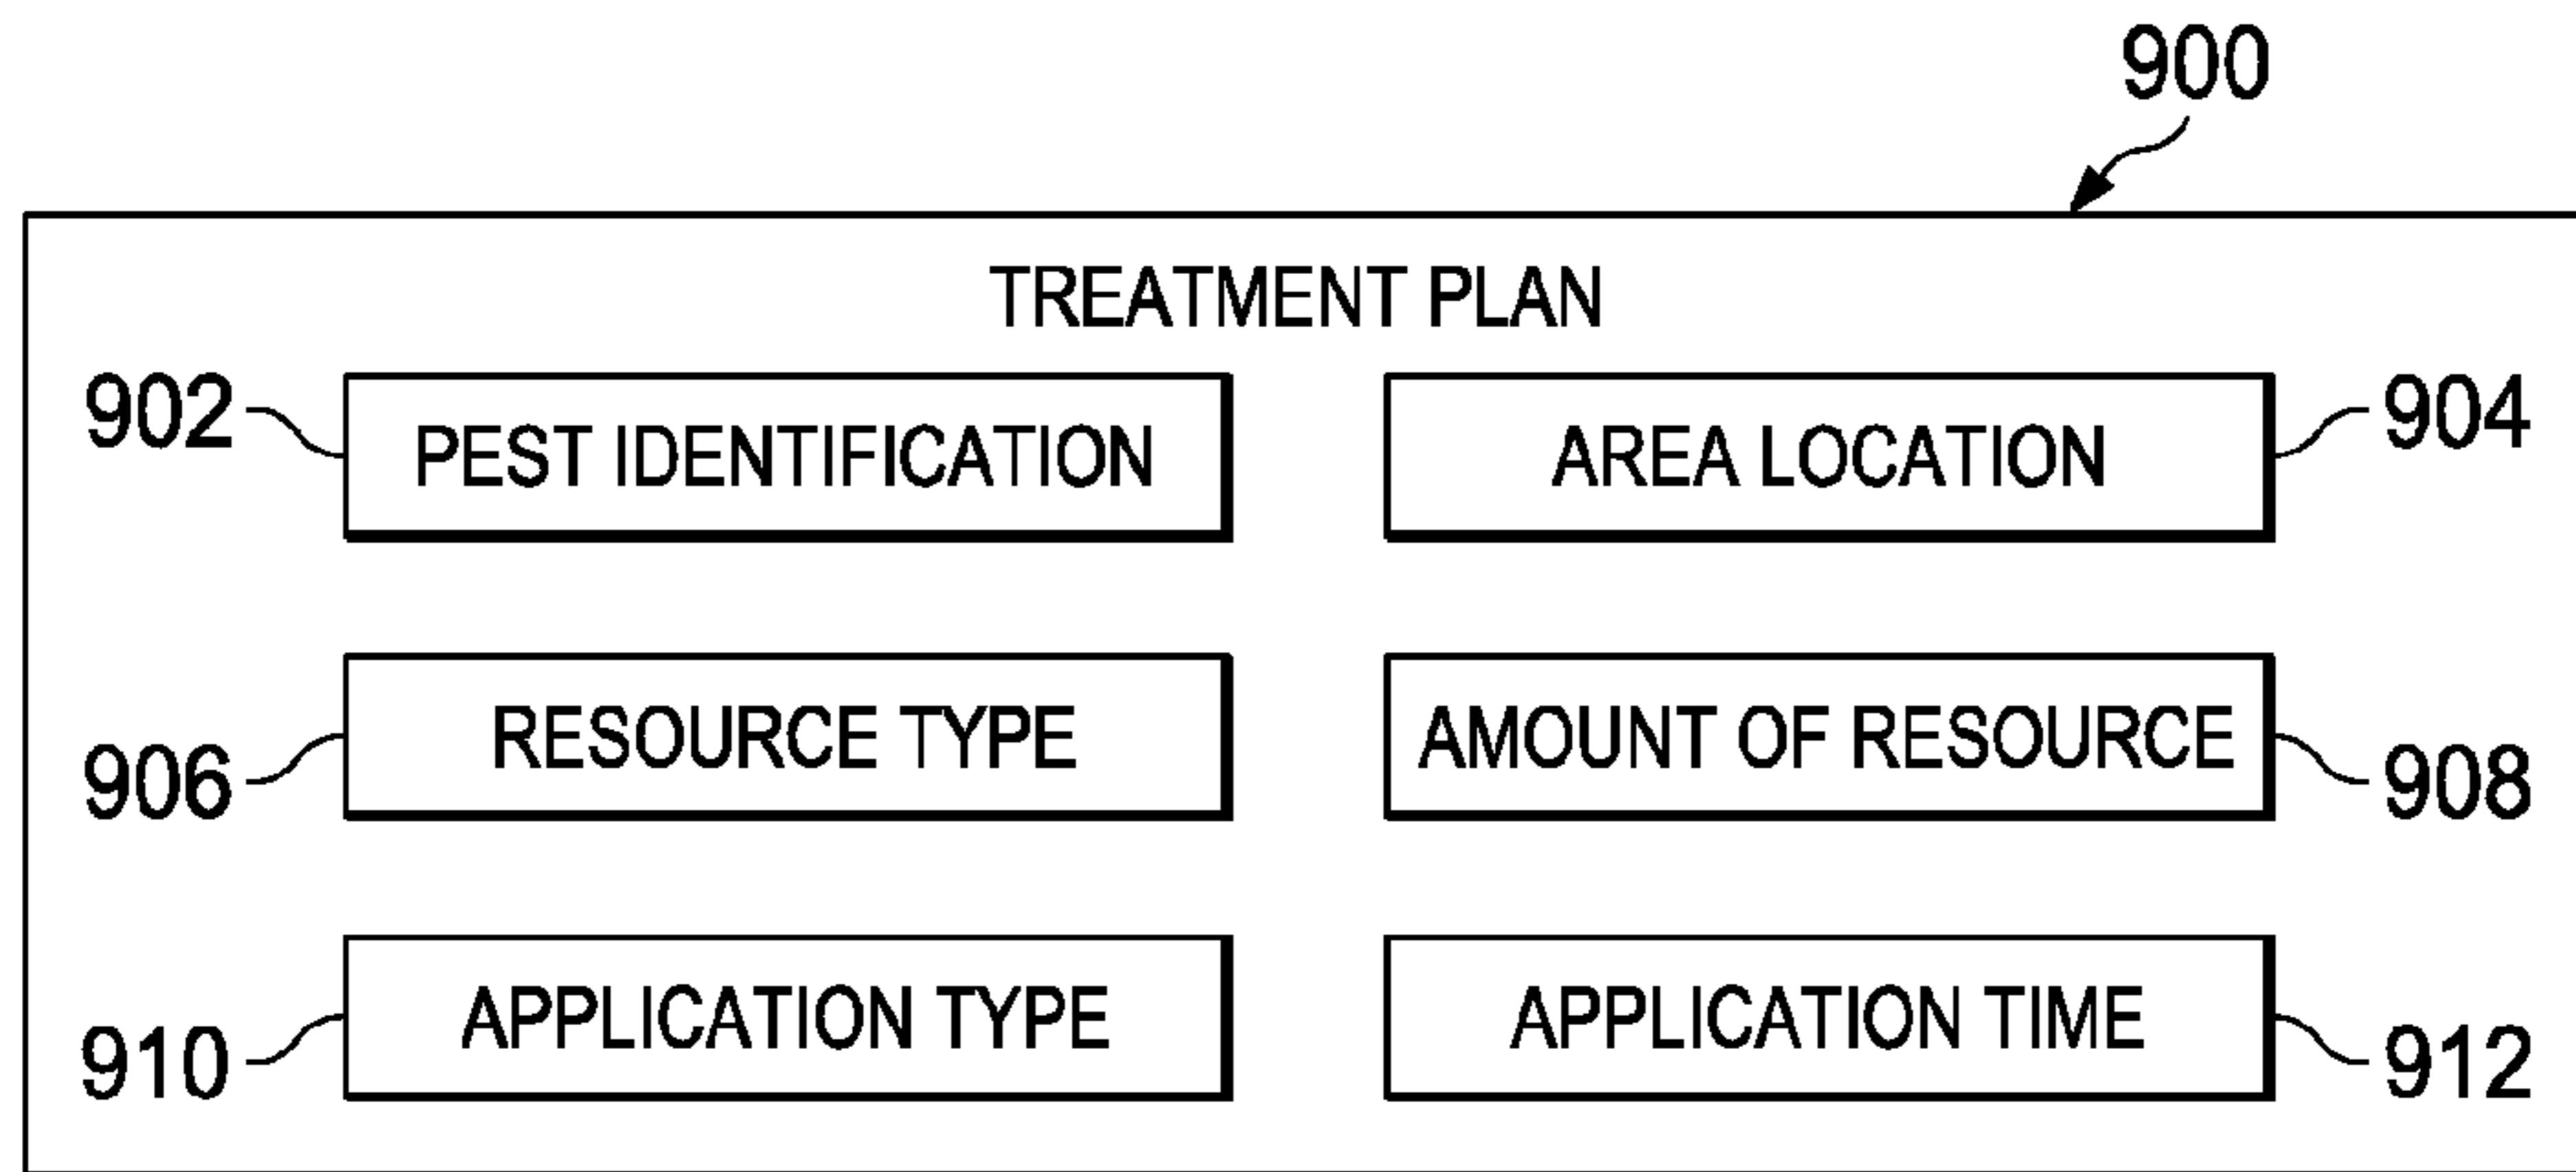 900
TREATMENT PLAN
902 PEST IDENTIFICATION AREA LOCATION 904
906 RESOURCE TYPE AMOUNT OF RESOURCE 908
910 APPLICATION TYPE APPLICATION TIME 912